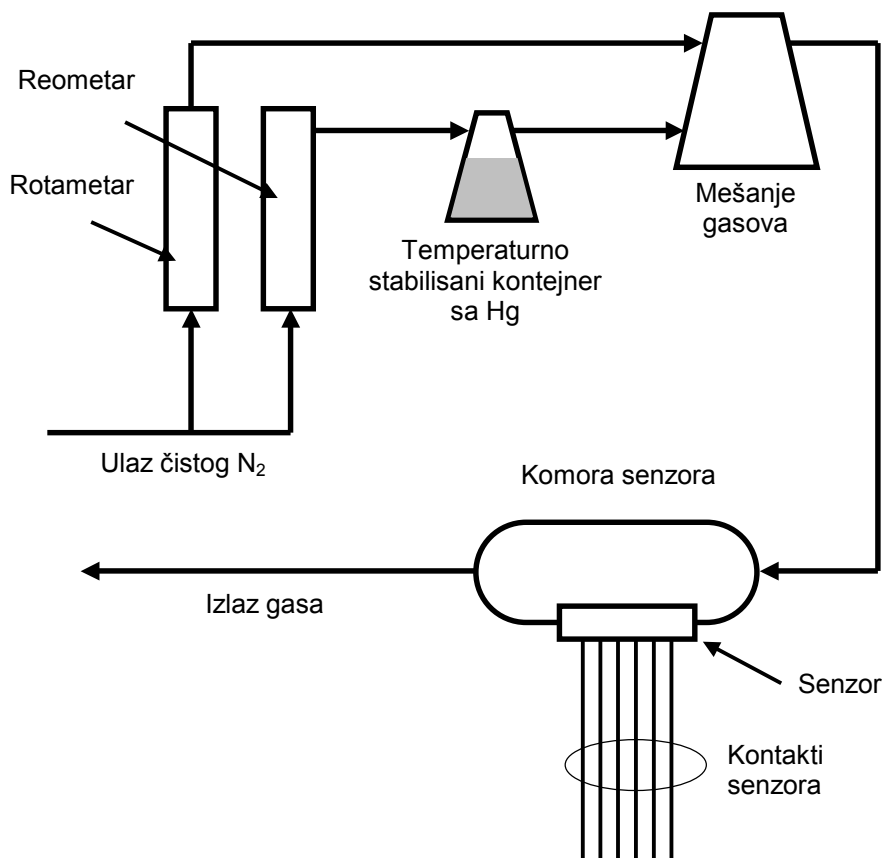 Reometar
Rotametar
Mešanje
gasova
Temperaturno
stabilisani kontejner
sa Hg
Ulaz čistog N₂
Komora senzora
Izlaz gasa
Senzor
Kontakti
senzora